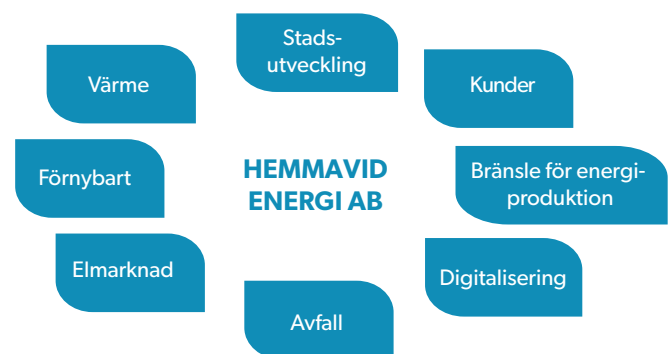 Stads-
utveckling
Värme
Kunder
HEMMAVID
ENERGI AB
Förnybart
Bränsle för energi-
produktion
Elmarknad
Digitalisering
Avfall